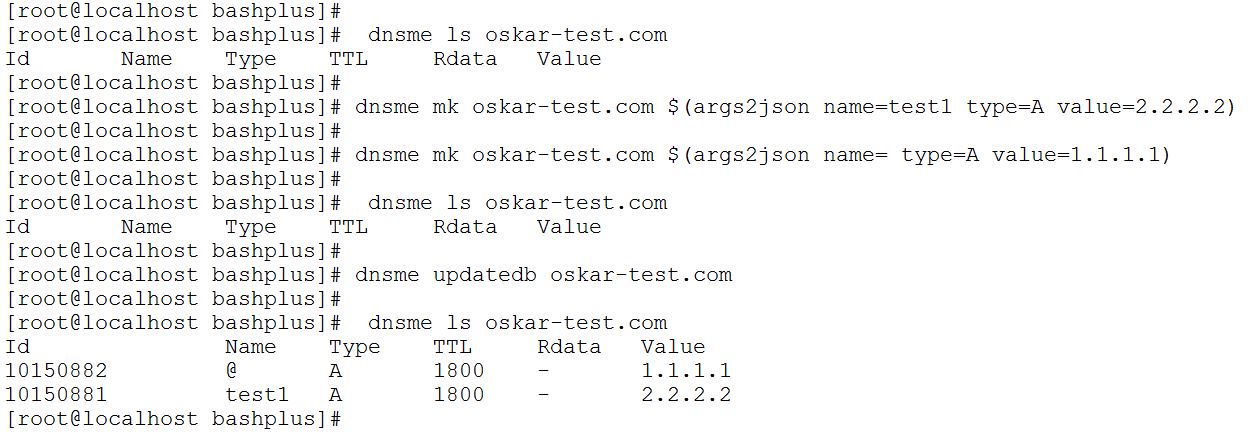 [root@localhost bashplus]#
[root@localhost bashplus]#  dnsme ls oskar-test.com
Id       Name    Type    TTL     Rdata   Value
[root@localhost bashplus]#
[root@localhost bashplus]# dnsme mk oskar-test.com $(args2json name=test1 type=A value=2.2.2.2)
[root@localhost bashplus]#
[root@localhost bashplus]# dnsme mk oskar-test.com $(args2json name= type=A value=1.1.1.1)
[root@localhost bashplus]#
[root@localhost bashplus]#  dnsme ls oskar-test.com
Id       Name    Type    TTL     Rdata   Value
[root@localhost bashplus]#
[root@localhost bashplus]# dnsme updatedb oskar-test.com
[root@localhost bashplus]#
[root@localhost bashplus]#  dnsme ls oskar-test.com
Id               Name    Type    TTL     Rdata   Value
10150882         @       A       1800    -       1.1.1.1
10150881         test1   A       1800    -       2.2.2.2
[root@localhost bashplus]#